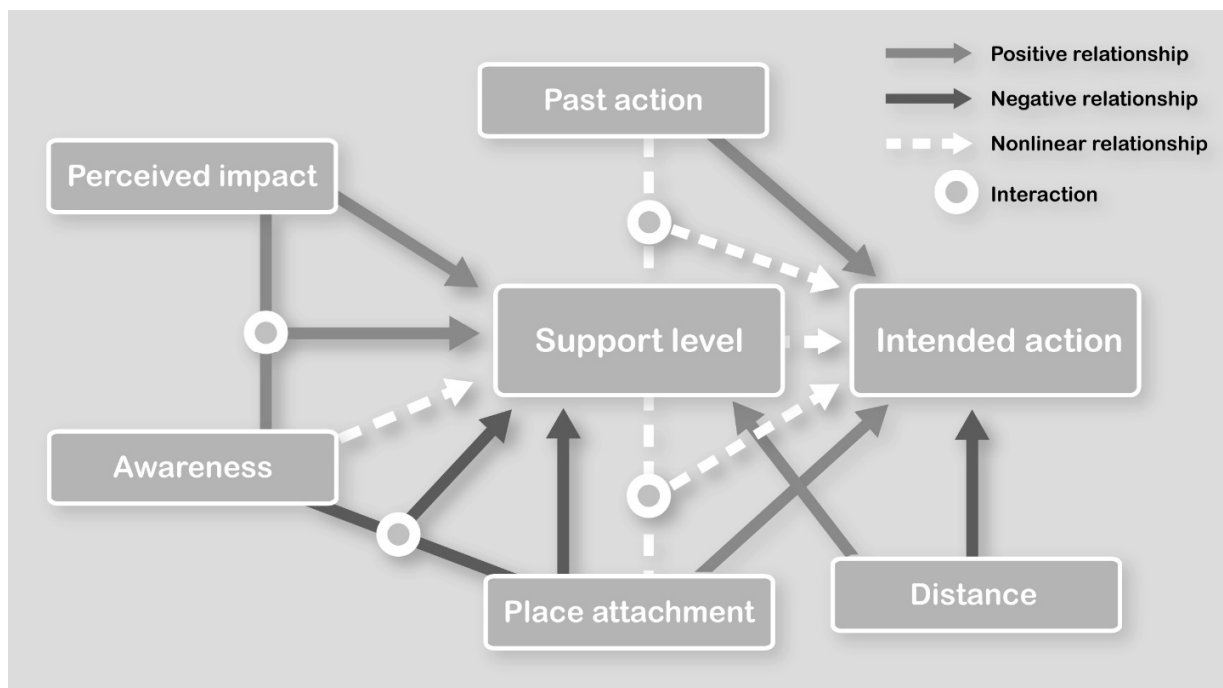 Past action
Positive relationship
Negative relationship
Nonlinear relationship
Interaction
Perceived impact
Support level
Intended action
Awareness
Place attachment
Distance